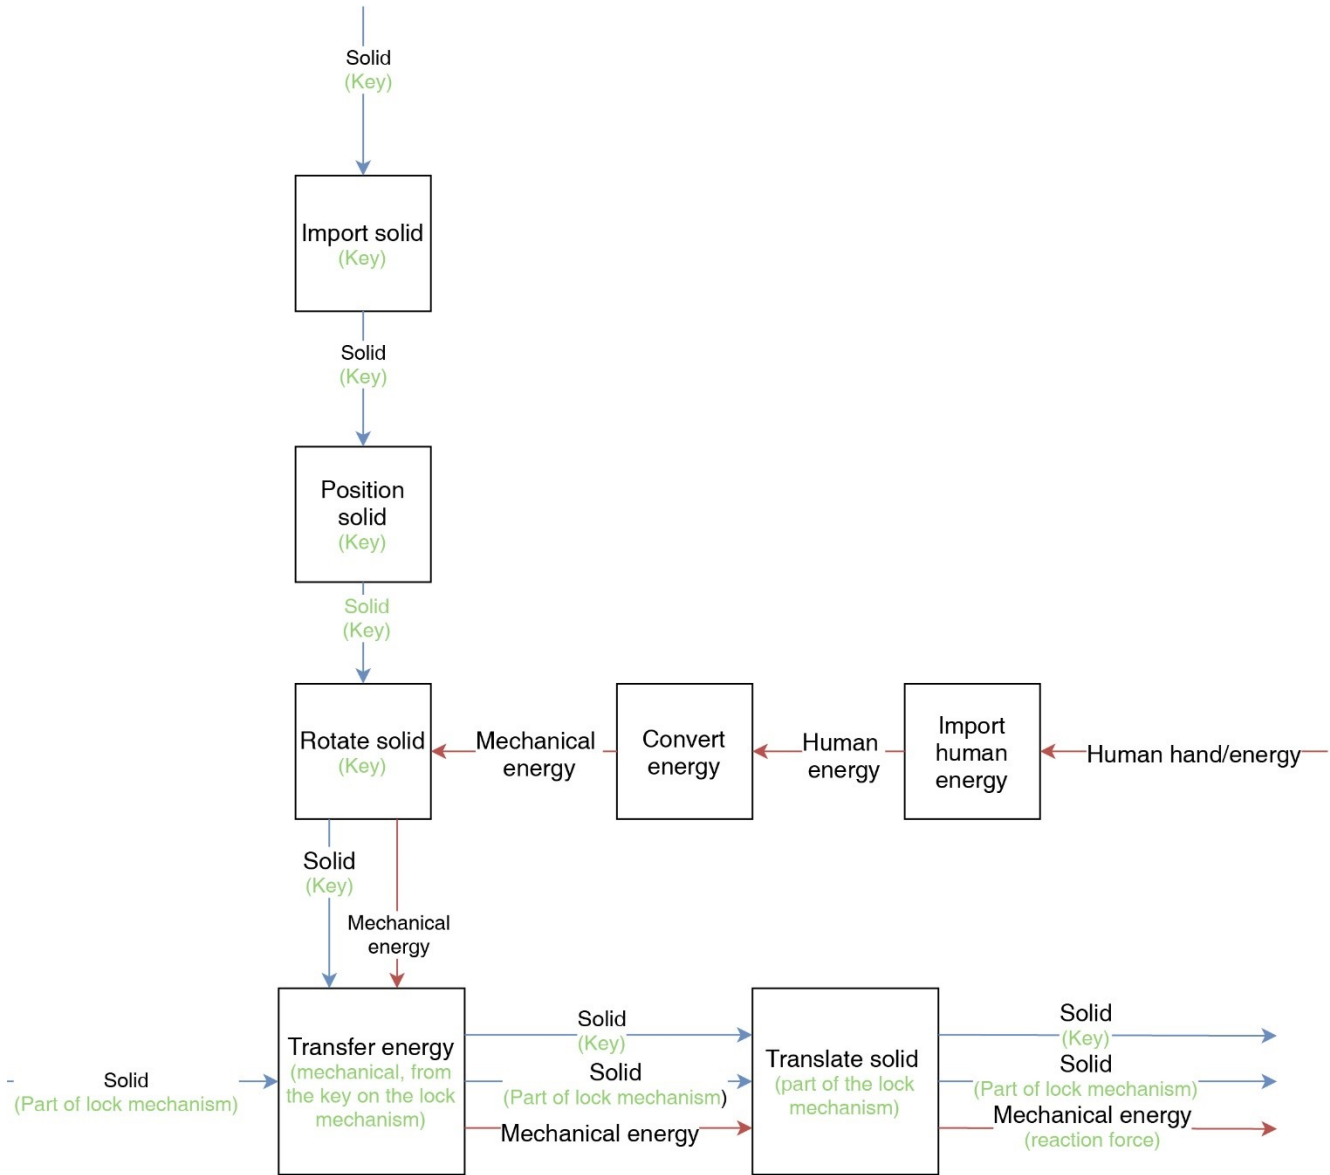 Solid
(Key)
Import solid
(Key)
Solid
(Key)
Position
solid
(Key)
Solid
(Key)
Rotate solid
(Key)
Mechanical
energy
Convert
energy
Human
energy
Import
human
energy
Human hand/energy
Solid
(Key)
Mechanical
energy
Solid
(Part of lock mechanism)
Transfer energy
(mechanical, from
the key on the lock
mechanism)
Solid
(Key)
Solid
(Part of lock mechanism)
Mechanical energy
Translate solid
(part of the lock
mechanism)
Solid
(Key)
Solid
(Part of lock mechanism)
Mechanical energy
(reaction force)